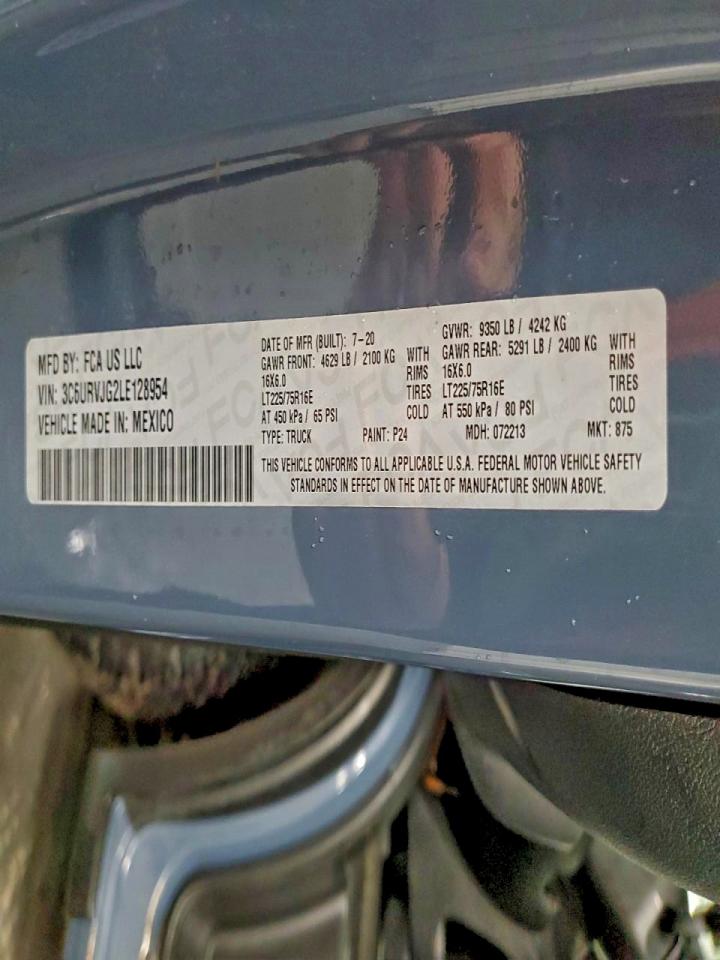 MFD BY: FCA US LLC
VIN: 3C6URVJG2LE128954
VEHICLE MADE IN: MEXICO
DATE OF MFR (BUILT): 7-20
GAWR FRONT: 4629 LB / 2100 KG WITH
16X6.0 RIMS
LT225/75R16E TIRES
AT 450 kPa / 65 PSI COLD
TYPE: TRUCK PAINT: P24
GVWR: 9350 LB / 4242 KG
GAWR REAR: 5291 LB / 2400 KG WITH
16X6.0 RIMS
LT225/75R16E TIRES
AT 550 kPa / 80 PSI COLD
MDH: 072213 MKT: 875
THIS VEHICLE CONFORMS TO ALL APPLICABLE U.S.A. FEDERAL MOTOR VEHICLE SAFETY
STANDARDS IN EFFECT ON THE DATE OF MANUFACTURE SHOWN ABOVE.